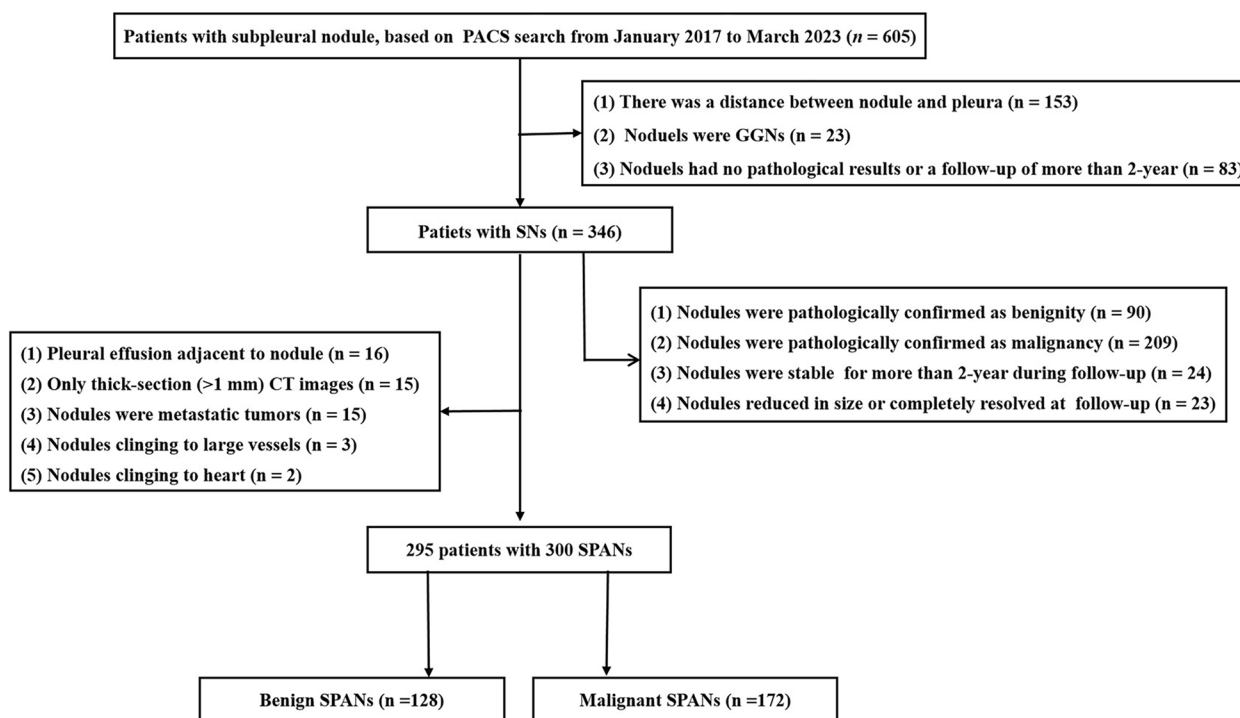 Patients with subpleural nodule, based on PACS search from January 2017 to March 2023 (n = 605)
(1) There was a distance between nodule and pleura (n = 153)
(2) Noduels were GGNs (n = 23)
(3) Noduels had no pathological results or a follow-up of more than 2-year (n = 83)
Patiets with SNs (n = 346)
(1) Nodules were pathologically confirmed as benignity (n = 90)
(2) Nodules were pathologically confirmed as malignancy (n = 209)
(3) Nodules were stable for more than 2-year during follow-up (n = 24)
(4) Nodules reduced in size or completely resolved at follow-up (n = 23)
(1) Pleural effusion adjacent to nodule (n = 16)
(2) Only thick-section (>1 mm) CT images (n = 15)
(3) Nodules were metastatic tumors (n = 15)
(4) Nodules clinging to large vessels (n = 3)
(5) Nodules clinging to heart (n = 2)
295 patients with 300 SPANs
Benign SPANs (n =128)
Malignant SPANs (n =172)